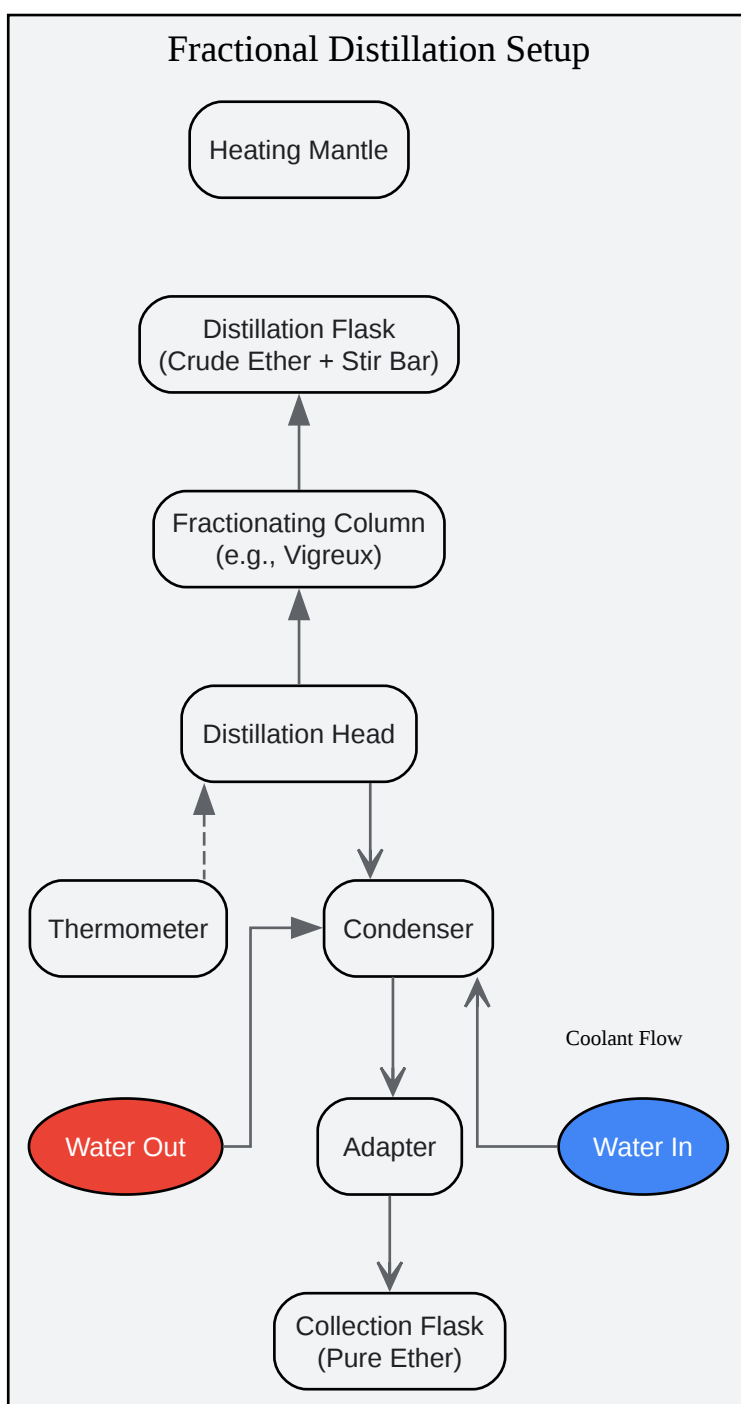 Fractional Distillation Setup
Heating Mantle
Distillation Flask
(Crude Ether + Stir Bar)
Fractionating Column
(e.g., Vigreux)
Distillation Head
Thermometer
Condenser
Coolant Flow
Water Out
Adapter
Water In
Collection Flask
(Pure Ether)